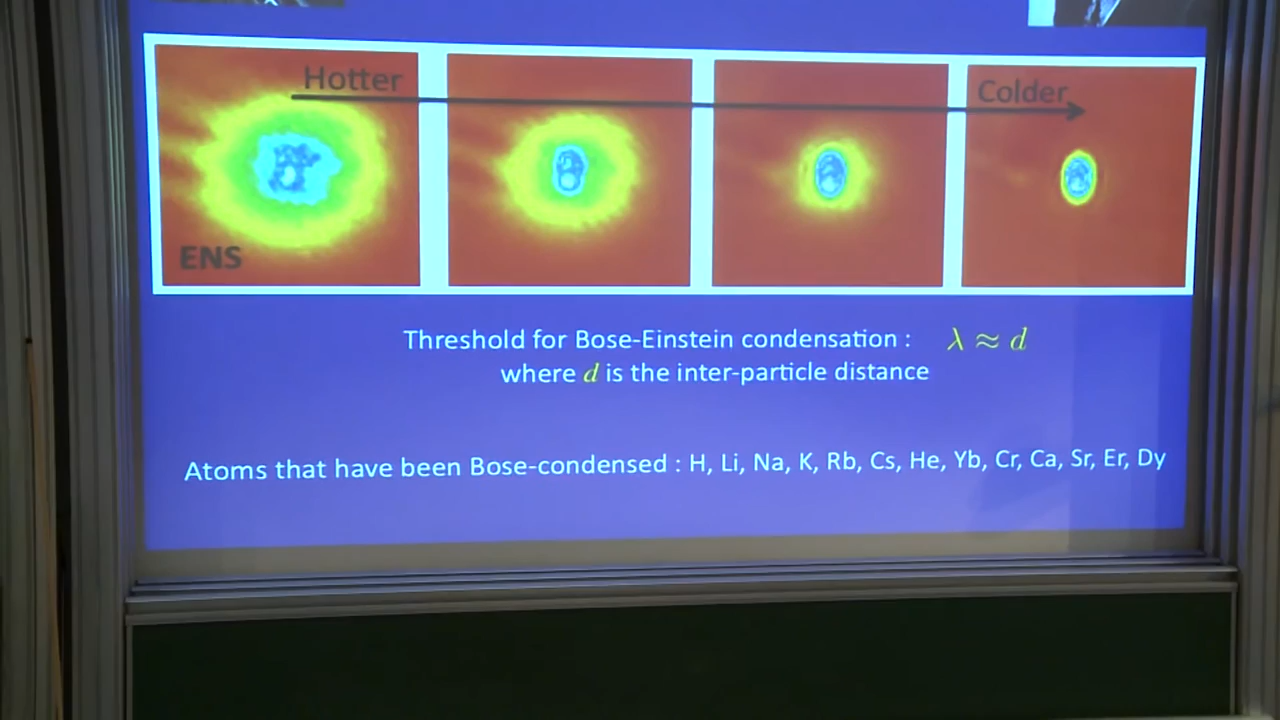 Hotter
Colder
ENS
Threshold for Bose-Einstein condensation : λ ≈ d
where d is the inter-particle distance
Atoms that have been Bose-condensed : H, Li, Na, K, Rb, Cs, He, Yb, Cr, Ca, Sr, Er, Dy